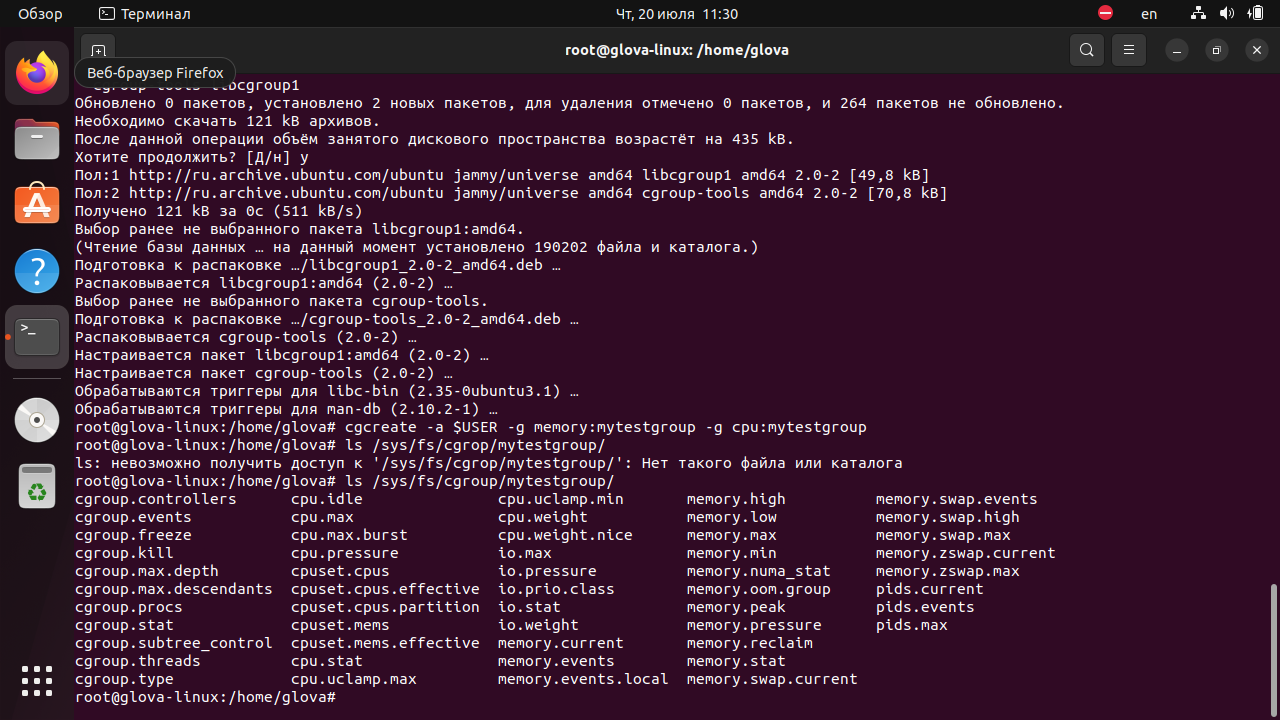 Обзор Терминал Чт, 20 июля 11:30 en
root@glova-linux: /home/glova
Веб-браузер Firefox
cgroup-tools libcgroup1
Обновлено 0 пакетов, установлено 2 новых пакетов, для удаления отмечено 0 пакетов, и 264 пакетов не обновлено.
Необходимо скачать 121 kB архивов.
После данной операции объём занятого дискового пространства возрастёт на 435 kB.
Хотите продолжить? [Д/н] y
Пол:1 http://ru.archive.ubuntu.com/ubuntu jammy/universe amd64 libcgroup1 amd64 2.0-2 [49,8 kB]
Пол:2 http://ru.archive.ubuntu.com/ubuntu jammy/universe amd64 cgroup-tools amd64 2.0-2 [70,8 kB]
Получено 121 kB за 0с (511 kB/s)
Выбор ранее не выбранного пакета libcgroup1:amd64.
(Чтение базы данных … на данный момент установлено 190202 файла и каталога.)
Подготовка к распаковке …/libcgroup1_2.0-2_amd64.deb …
Распаковывается libcgroup1:amd64 (2.0-2) …
Выбор ранее не выбранного пакета cgroup-tools.
Подготовка к распаковке …/cgroup-tools_2.0-2_amd64.deb …
Распаковывается cgroup-tools (2.0-2) …
Настраивается пакет libcgroup1:amd64 (2.0-2) …
Настраивается пакет cgroup-tools (2.0-2) …
Обрабатываются триггеры для libc-bin (2.35-0ubuntu3.1) …
Обрабатываются триггеры для man-db (2.10.2-1) …
root@glova-linux:/home/glova# cgcreate -a $USER -g memory:mytestgroup -g cpu:mytestgroup
root@glova-linux:/home/glova# ls /sys/fs/cgrop/mytestgroup/
ls: невозможно получить доступ к '/sys/fs/cgrop/mytestgroup/': Нет такого файла или каталога
root@glova-linux:/home/glova# ls /sys/fs/cgroup/mytestgroup/
cgroup.controllers cpu.idle cpu.uclamp.min memory.high memory.swap.events
cgroup.events cpu.max cpu.weight memory.low memory.swap.high
cgroup.freeze cpu.max.burst cpu.weight.nice memory.max memory.swap.max
cgroup.kill cpu.pressure io.max memory.min memory.zswap.current
cgroup.max.depth cpuset.cpus io.pressure memory.numa_stat memory.zswap.max
cgroup.max.descendants cpuset.cpus.effective io.prio.class memory.oom.group pids.current
cgroup.procs cpuset.cpus.partition io.stat memory.peak pids.events
cgroup.stat cpuset.mems io.weight memory.pressure pids.max
cgroup.subtree_control cpuset.mems.effective memory.current memory.reclaim
cgroup.threads cpu.stat memory.events memory.stat
cgroup.type cpu.uclamp.max memory.events.local memory.swap.current
root@glova-linux:/home/glova#